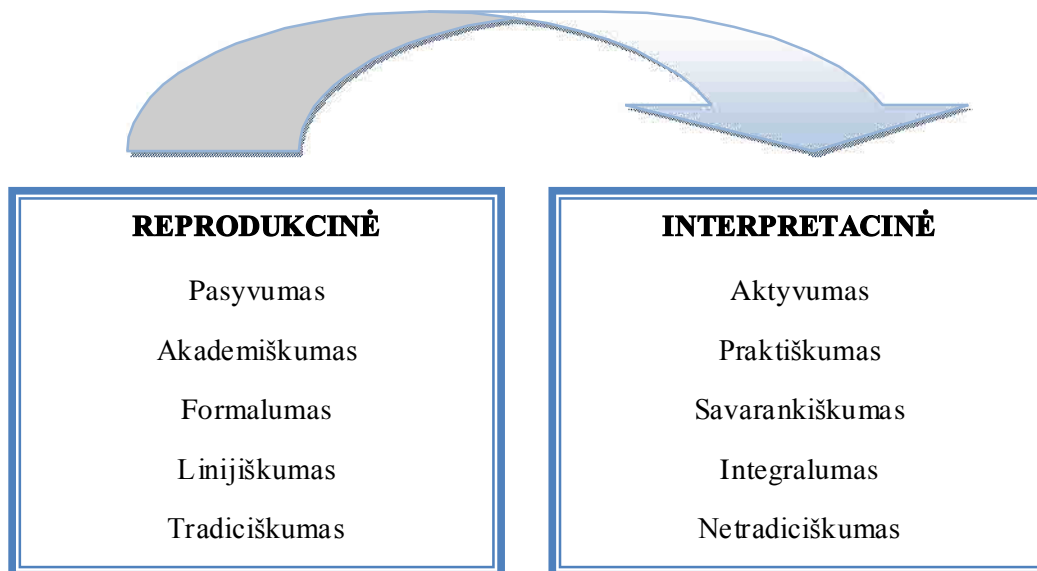 REPRODUKCINĖ
Pasyvumas
Akademiškumas
Formalumas
Linijiškumas
Tradiciškumas
INTERPRETACINĖ
Aktyvumas
Praktiškumas
Savarankiškumas
Integralumas
Netradiciškumas